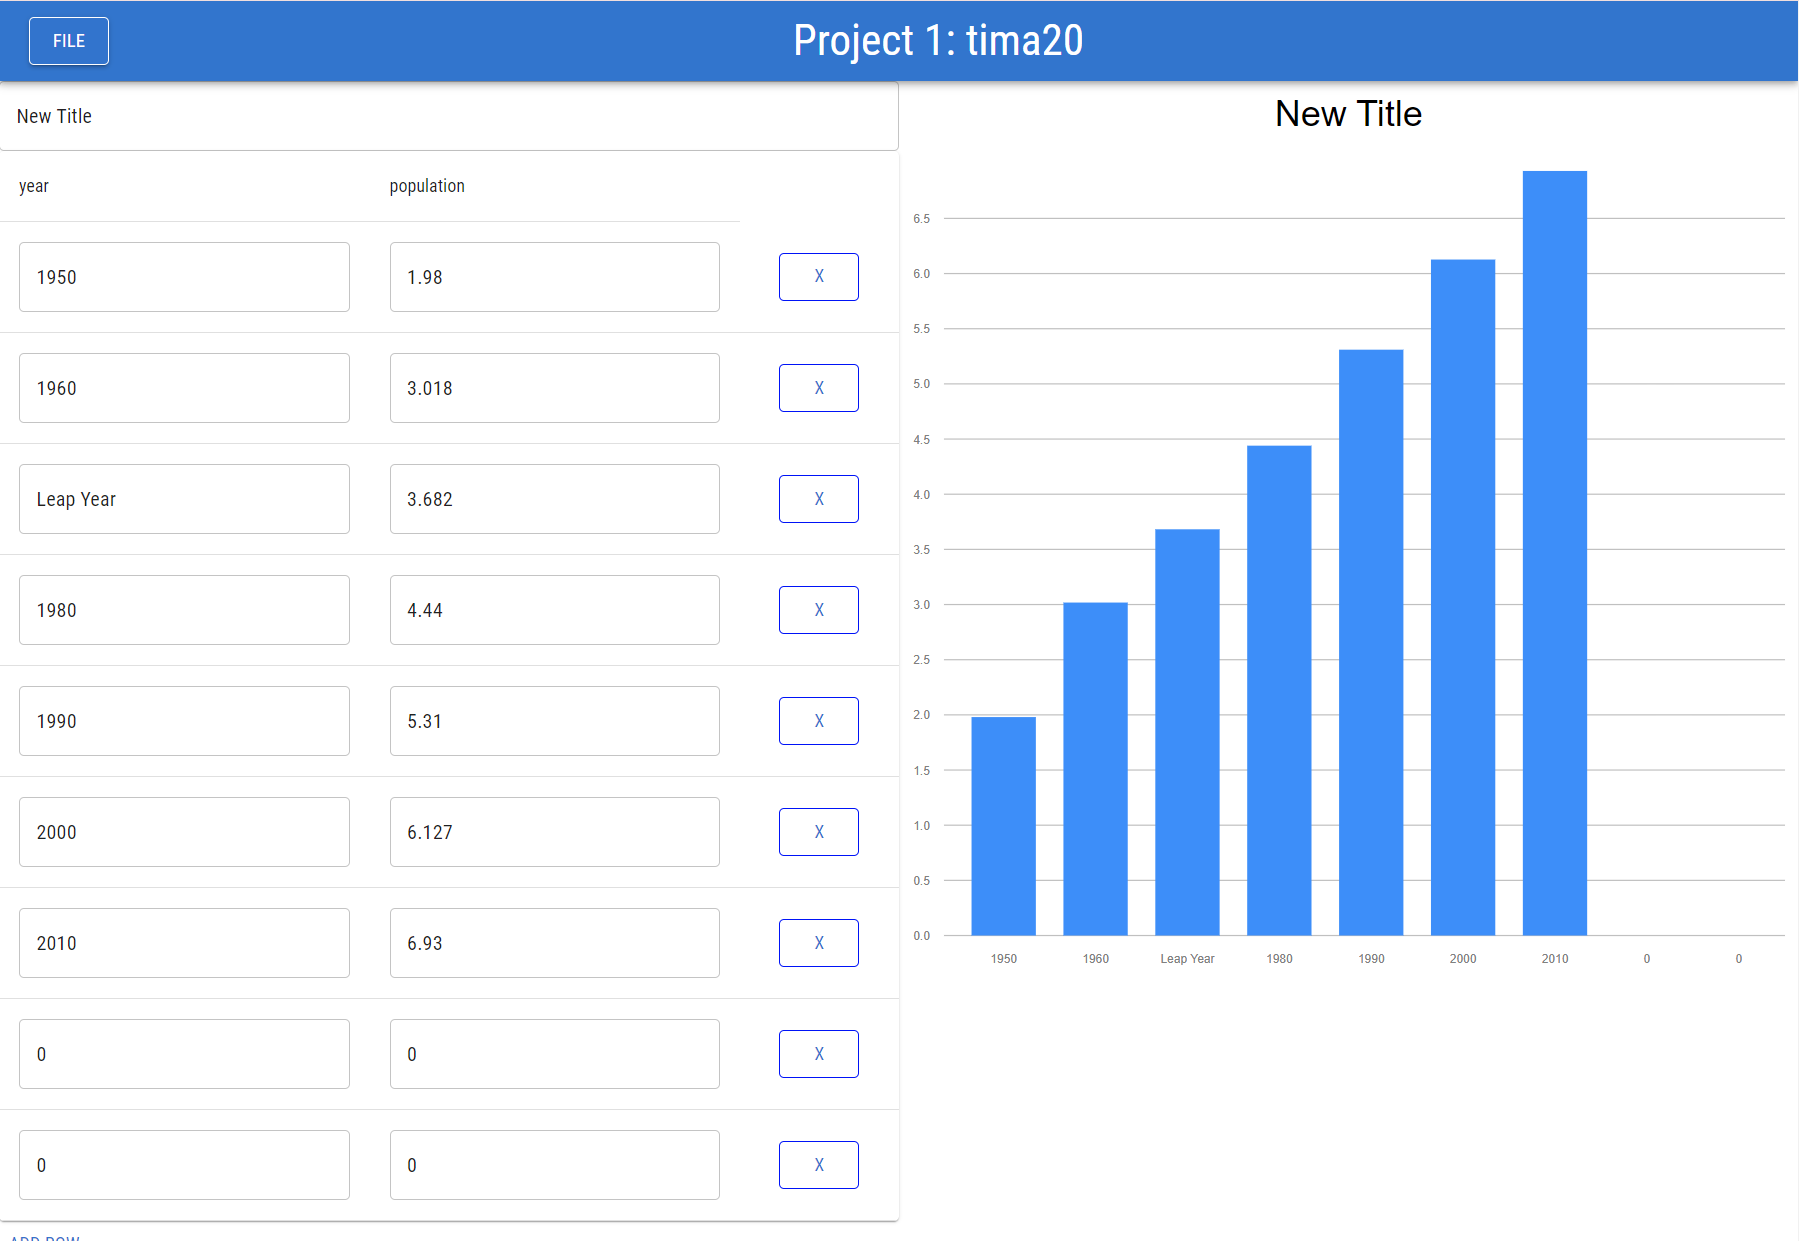 FILE
Project 1: tima20
New Title
year population
1950 1.98 X
1960 3.018 X
Leap Year 3.682 X
1980 4.44 X
1990 5.31 X
2000 6.127 X
2010 6.93 X
0 0 X
0 0 X
ADD ROW
New Title
6.5
6.0
5.5
5.0
4.5
4.0
3.5
3.0
2.5
2.0
1.5
1.0
0.5
0.0
1950 1960 Leap Year 1980 1990 2000 2010 0 0